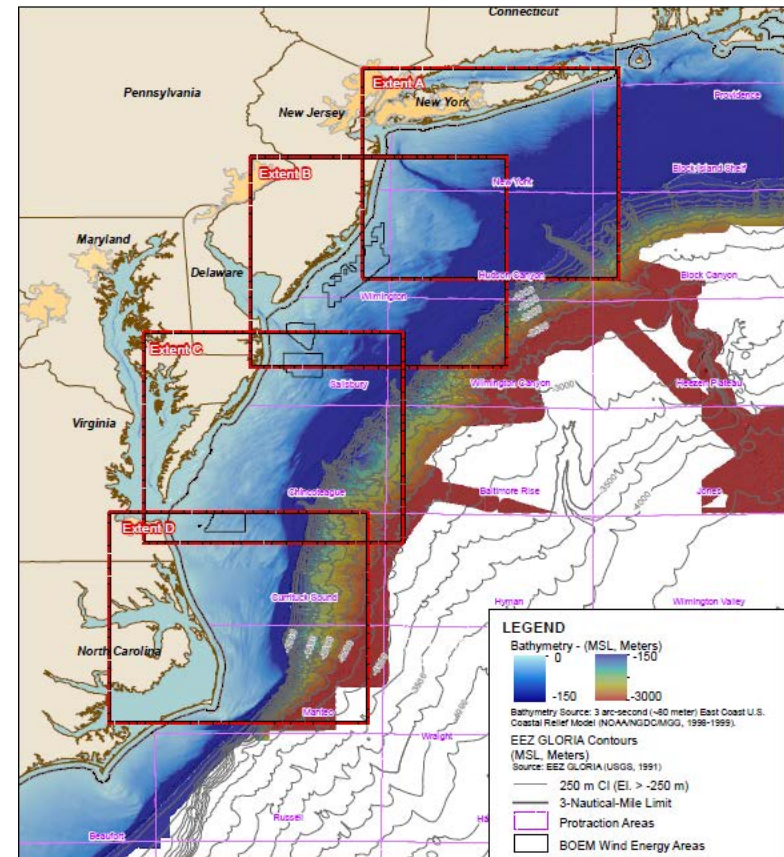 Connecticut
Pennsylvania
New Jersey
Extent A
New York
Providence
Block Island Shelf
Extent B
New York
Maryland
Delaware
Hudson Canyon
Block Canyon
Wilmington
Extent C
Salisbury
Wilmington Canyon
Heezen Plateau
-3000
Virginia
Chincoteague
Baltimore Rise
-3500
-4000
Jones
Extent D
Currituck Sound
Hyman
Wilmington Valley
North Carolina
Manteo
Wraight
Russell
Beaufort
LEGEND
Bathymetry - (MSL, Meters)
0
-150
-150
-3000
Bathymetry Source: 3 arc-second (~80 meter) East Coast U.S.
Coastal Relief Model (NOAA/NGDC/MGG, 1998-1999).
EEZ GLORIA Contours
(MSL, Meters)
Source: EEZ GLORIA (USGS, 1991)
250 m CI (El. > -250 m)
3-Nautical-Mile Limit
Protraction Areas
BOEM Wind Energy Areas